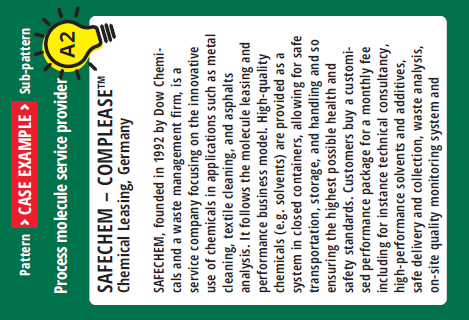 Pattern > CASE EXAMPLE > Sub-pattern
A2
Process molecule service provider
SAFECHEM – COMPLEASE™
Chemical Leasing, Germany
SAFECHEM, founded in 1992 by Dow Chemi-
cals and a waste management firm, is a
service company focusing on the innovative
use of chemicals in applications such as metal
cleaning, textile cleaning, and asphalts
analysis. It follows the molecule leasing and
performance business model. High-quality
chemicals (e.g. solvents) are provided as a
system in closed containers, allowing for safe
transportation, storage, and handling and so
ensuring the highest possible health and
safety standards. Customers buy a customi-
sed performance package for a monthly fee
including for instance technical consultancy,
high-performance solvents and additives,
safe delivery and collection, waste analysis,
on-site quality monitoring system and